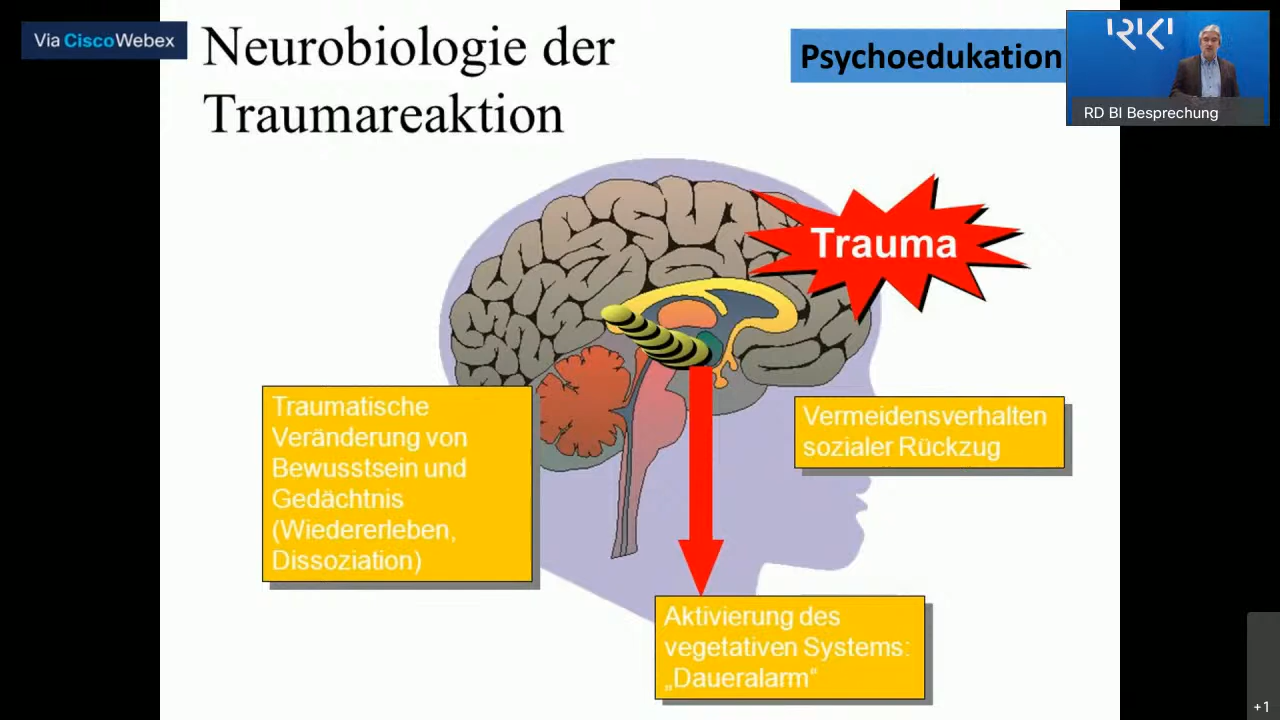 Via CiscoWebex
Neurobiologie der
Traumareaktion
Psychoedukation
RD BI Besprechung
Trauma
Traumatische
Veränderung von
Bewusstsein und
Gedächtnis
(Wiedererleben,
Dissoziation)
Vermeidensverhalten
sozialer Rückzug
Aktivierung des
vegetativen Systems:
„Daueralarm“
+1